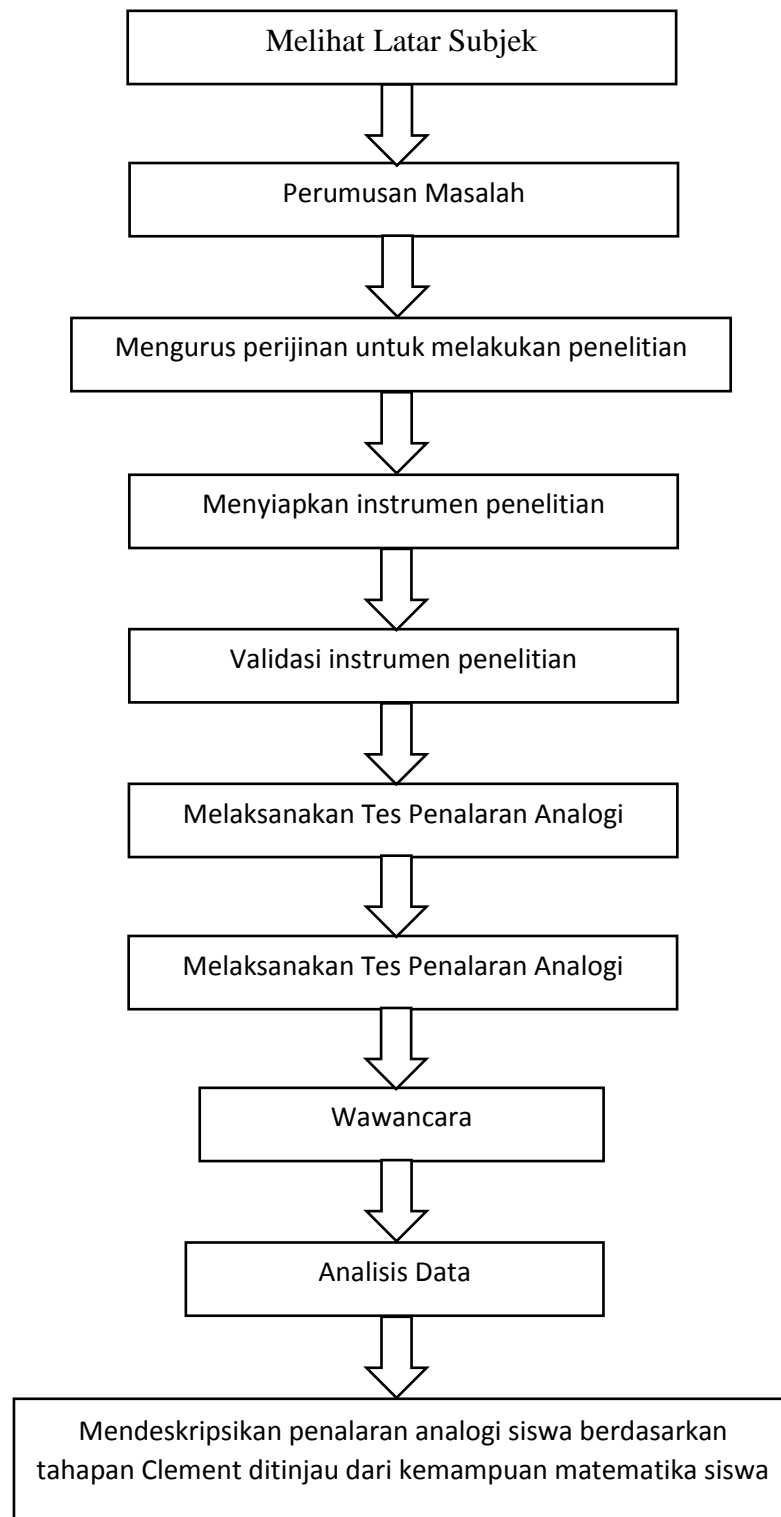 Melihat Latar Subjek
Perumusan Masalah
Mengurus perijinan untuk melakukan penelitian
Menyiapkan instrumen penelitian
Validasi instrumen penelitian
Melaksanakan Tes Penalaran Analogi
Melaksanakan Tes Penalaran Analogi
Wawancara
Analisis Data
Mendeskripsikan penalaran analogi siswa berdasarkan
tahapan Clement ditinjau dari kemampuan matematika siswa